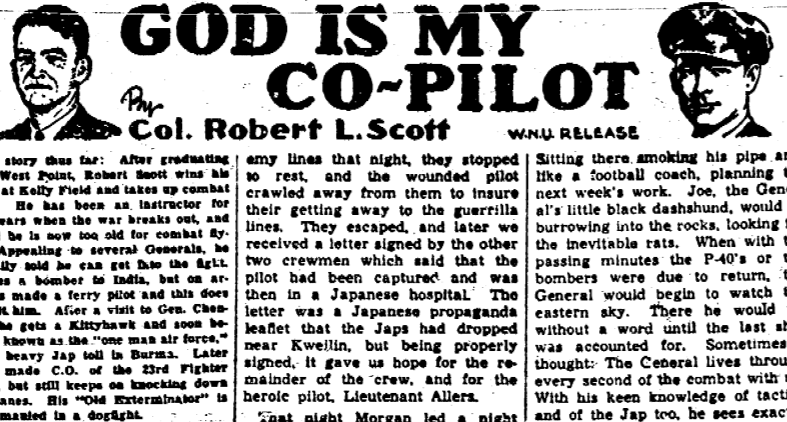 GOD IS MY
CO-PILOT
By
Col. Robert L. Scott
W.N.U. RELEASE
story thus far: After graduating
West Point, Robert Scott wins his
at Kelly Field and takes up combat
He has been an instructor for
ears when the war breaks out, and
he is now too old for combat fly-
Appealing to several Generals, he
lly told he can get into the fight.
es a bomber to India, but on ar-
s made a ferry pilot and this does
it him. After a visit to Gen. Chen-
he gets a Kittyhawk and soon be-
known as the "one man air force,"
heavy Jap toll in Burma. Later
made C.O. of the 23rd Fighter
but still keeps on knocking down
anes. His "Old Exterminator" is
in a dogfight.
emy lines that night, they stopped
to rest, and the wounded pilot
crawled away from them to insure
their getting away to the guerrilla
lines. They escaped, and later we
received a letter signed by the other
two crewmen which said that the
pilot had been captured and was
then in a Japanese hospital. The
letter was a Japanese propaganda
leaflet that the Japs had dropped
near Kweilin, but being properly
signed, it gave us hope for the re-
mainder of the crew, and for the
heroic pilot, Lieutenant Allers.
That night Morgan led a night
Sitting there smoking his pipe an
like a football coach, planning t
next week's work. Joe, the Gen
al's little black dashshund, would
burrowing into the rocks, looking f
the inevitable rats. When with t
passing minutes the P-40's or t
bombers were due to return, t
General would begin to watch t
eastern sky. There he would
without a word until the last sh
was accounted for. Sometimes
thought: The General lives throu
every second of the combat with u
With his keen knowledge of tacti
and of the Jap too, he sees exac